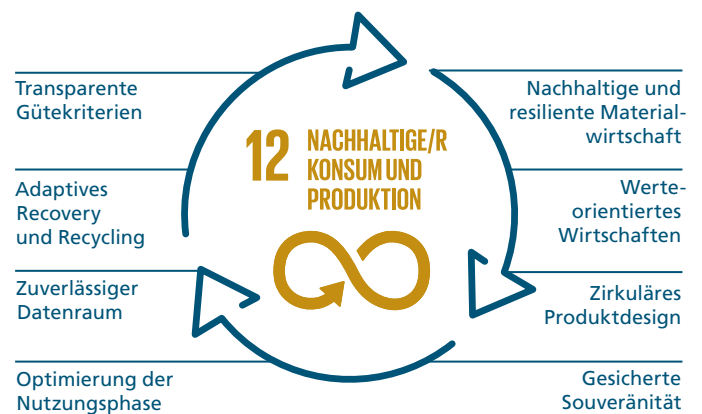 Transparente
Gütekriterien
Adaptives
Recovery
und Recycling
Zuverlässiger
Datenraum
Optimierung der
Nutzungsphase
12
NACHHALTIGE/R
KONSUM UND
PRODUKTION
Nachhaltige und
resiliente Material-
wirtschaft
Werte-
orientiertes
Wirtschaften
Zirkuläres
Produktdesign
Gesicherte
Souveränität